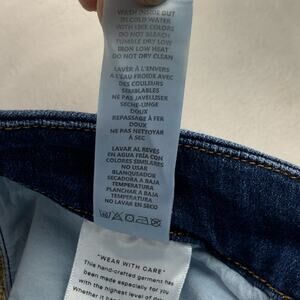 WASH INSIDE OUT
IN COLD WATER
WITH LIKE COLORS
DO NOT BLEACH
TUMBLE DRY LOW
IRON LOW HEAT
DO NOT DRY CLEAN
LAVER À L'ENVERS
A L'EAU FROIDE AVEC
DES COULEURS
SEMBLABLES
NE PAS JAVELLISER
SÈCHE-LINGE
DOUX
REPASSAGE À FER
DOUX
NE PAS NETTOYER
À SEC
LAVAR AL REVÉS
EN AGUA FRÍA CON
COLORES SIMILARES
NO USAR
BLANQUEADOR
SECADORA A BAJA
TEMPERATURA
PLANCHAR A BAJA
TEMPERATURA
NO LAVAR EN SECO
"WEAR WITH CARE"
This hand-crafted garment has
been made especially for you
with the highest level of
Whether it